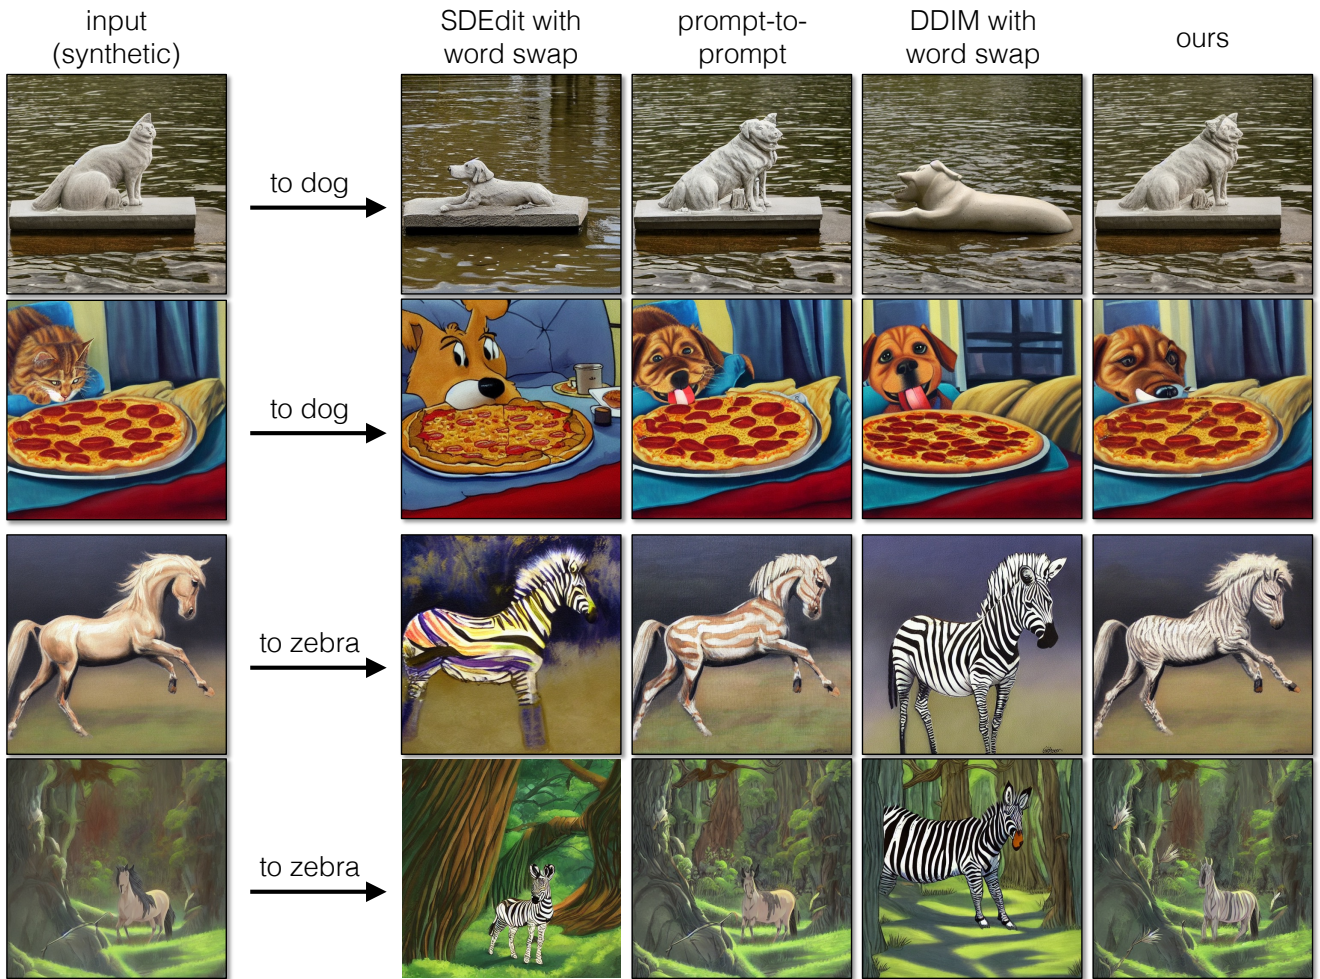 input
(synthetic)
SDEdit with
word swap
prompt-to-
prompt
DDIM with
word swap
ours
to dog
to dog
to zebra
to zebra